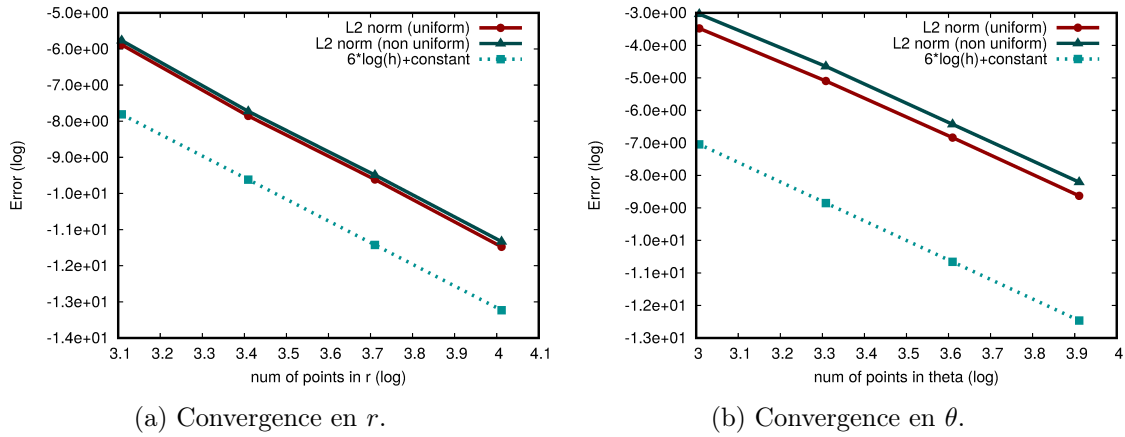 -5.0e+00
-6.0e+00
-7.0e+00
-8.0e+00
-9.0e+00
-1.0e+01
-1.1e+01
-1.2e+01
-1.3e+01
-1.4e+01
Error (log)
L2 norm (uniform)
L2 norm (non uniform)
6*log(h)+constant
3.1 3.2 3.3 3.4 3.5 3.6 3.7 3.8 3.9 4 4.1
num of points in r (log)
(a) Convergence en r.
-3.0e+00
-4.0e+00
-5.0e+00
-6.0e+00
-7.0e+00
-8.0e+00
-9.0e+00
-1.0e+01
-1.1e+01
-1.2e+01
-1.3e+01
Error (log)
L2 norm (uniform)
L2 norm (non uniform)
6*log(h)+constant
3 3.1 3.2 3.3 3.4 3.5 3.6 3.7 3.8 3.9 4
num of points in theta (log)
(b) Convergence en θ.